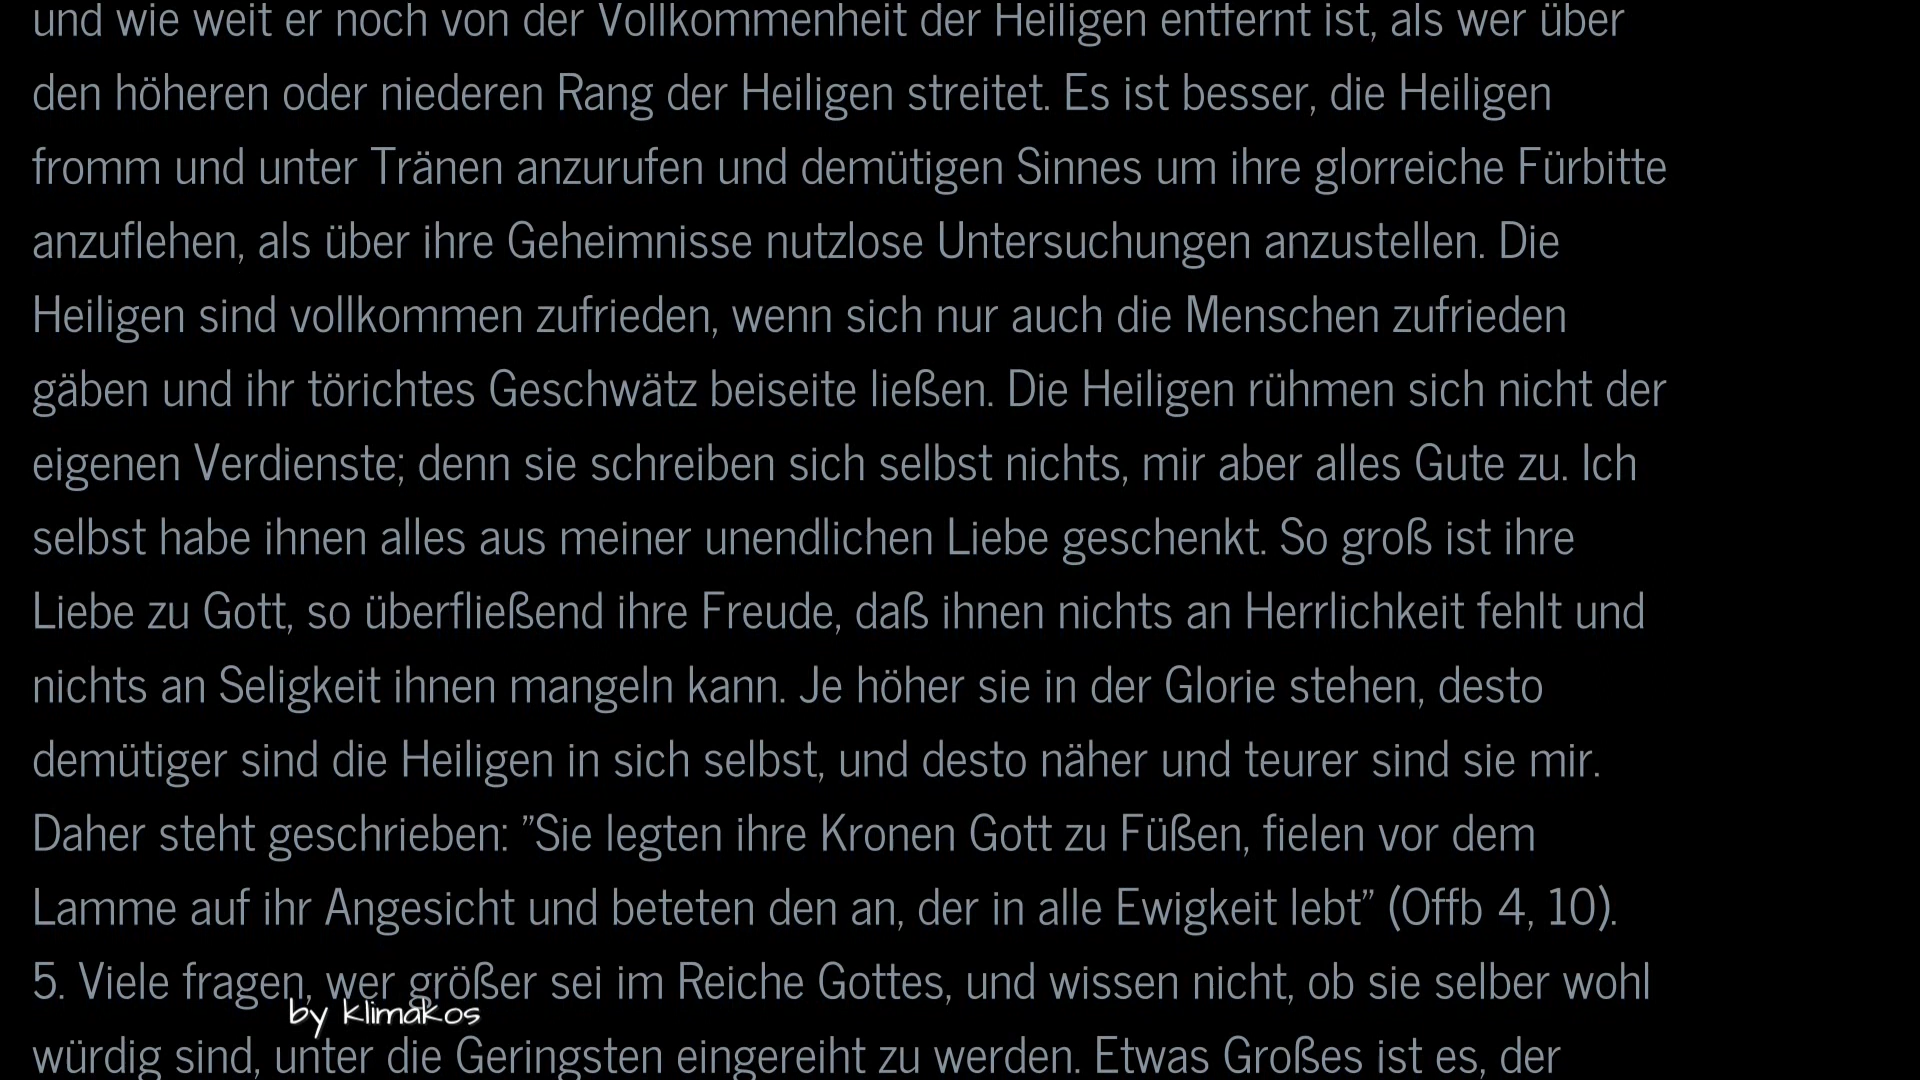 und wie weit er noch von der Vollkommenheit der Heiligen entfernt ist, als wer über
den höheren oder niederen Rang der Heiligen streitet. Es ist besser, die Heiligen
fromm und unter Tränen anzurufen und demütigen Sinnes um ihre glorreiche Fürbitte
anzuflehen, als über ihre Geheimnisse nutzlose Untersuchungen anzustellen. Die
Heiligen sind vollkommen zufrieden, wenn sich nur auch die Menschen zufrieden
gäben und ihr törichtes Geschwätz beiseite ließen. Die Heiligen rühmen sich nicht der
eigenen Verdienste; denn sie schreiben sich selbst nichts, mir aber alles Gute zu. Ich
selbst habe ihnen alles aus meiner unendlichen Liebe geschenkt. So groß ist ihre
Liebe zu Gott, so überfließend ihre Freude, daß ihnen nichts an Herrlichkeit fehlt und
nichts an Seligkeit ihnen mangeln kann. Je höher sie in der Glorie stehen, desto
demütiger sind die Heiligen in sich selbst, und desto näher und teurer sind sie mir.
Daher steht geschrieben: ”Sie legten ihre Kronen Gott zu Füßen, fielen vor dem
Lamme auf ihr Angesicht und beteten den an, der in alle Ewigkeit lebt” (Offb 4, 10).
5. Viele fragen, wer größer sei im Reiche Gottes, und wissen nicht, ob sie selber wohl
by klimakos
würdig sind, unter die Geringsten eingereiht zu werden. Etwas Großes ist es, der